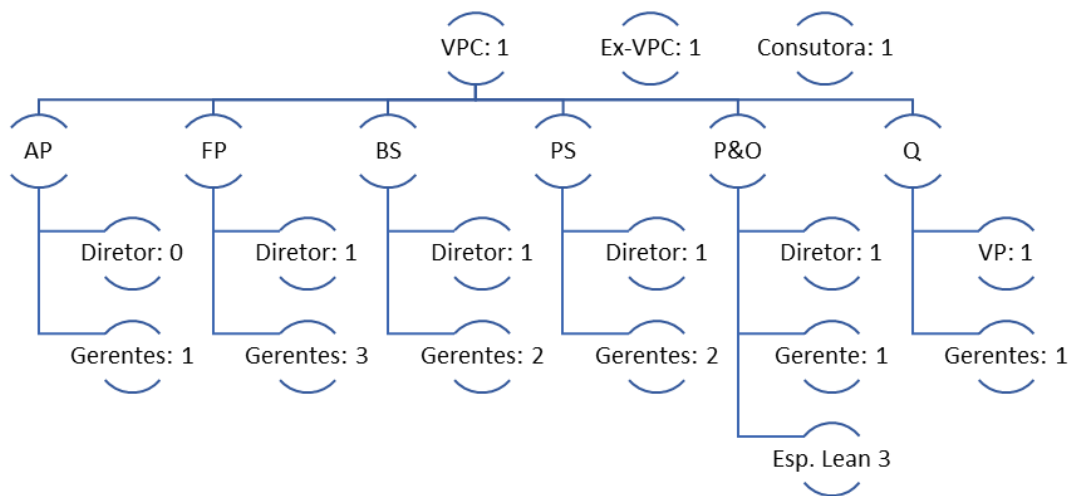 VPC: 1
Ex-VPC: 1
Consutora: 1
AP
FP
BS
PS
P&O
Q
Diretor: 0
Diretor: 1
Diretor: 1
Diretor: 1
Diretor: 1
VP: 1
Gerentes: 1
Gerentes: 3
Gerentes: 2
Gerentes: 2
Gerente: 1
Gerentes: 1
Esp. Lean 3